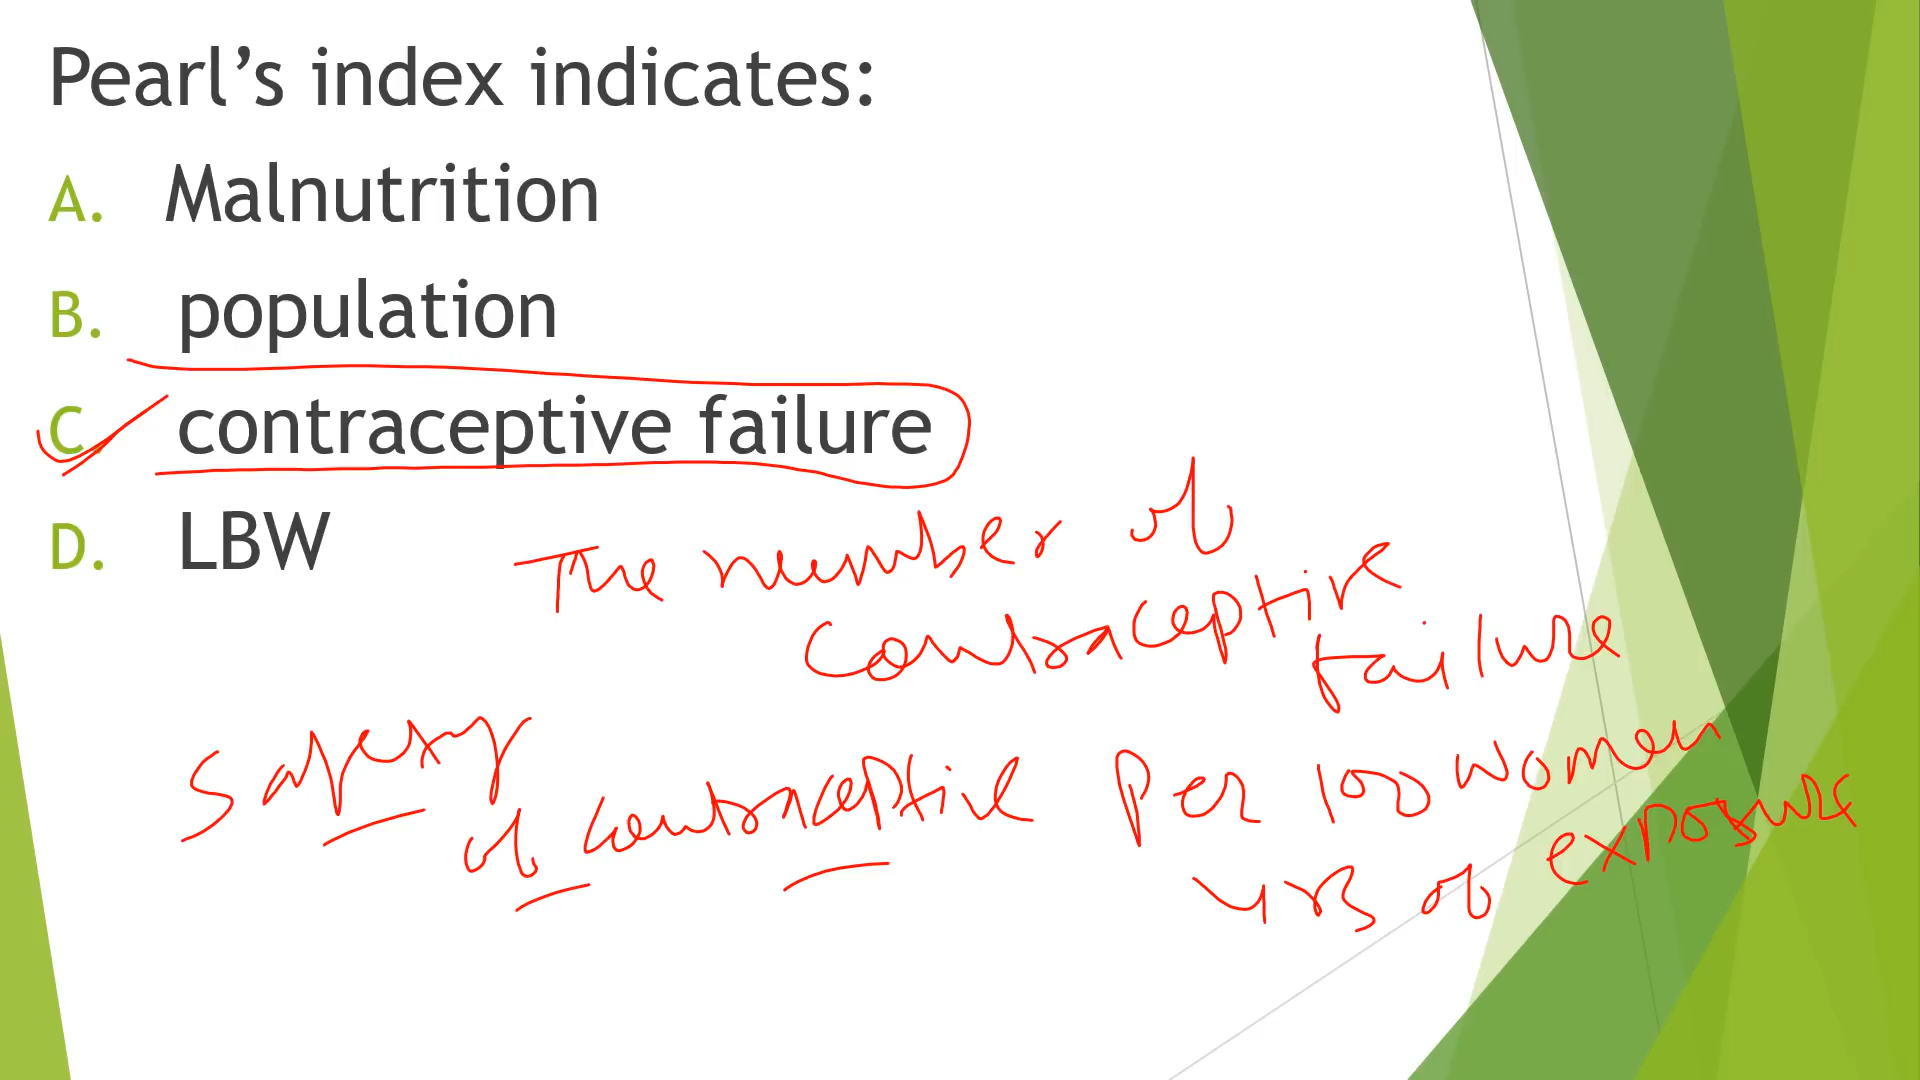 Pearl’s index indicates:
A. Malnutrition
B. population
C. contraceptive failure
D. LBW
The number of
contraceptive
failure
Per 100 women
yrs of exposure
Safety
of contraceptive